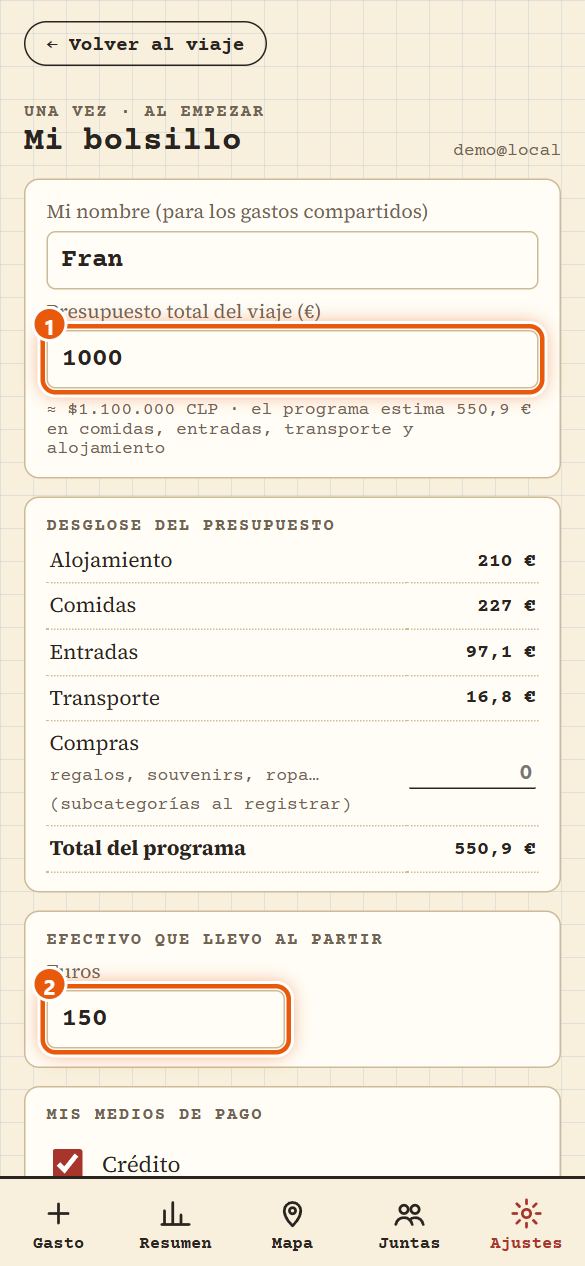 ← Volver al viaje
UNA VEZ · AL EMPEZAR
Mi bolsillo
demo@local
Mi nombre (para los gastos compartidos)
Fran
Presupuesto total del viaje (€)
1
1000
≈ $1.100.000 CLP · el programa estima 550,9 €
en comidas, entradas, transporte y
alojamiento
DESGLOSE DEL PRESUPUESTO
Alojamiento 210 €
Comidas 227 €
Entradas 97,1 €
Transporte 16,8 €
Compras
regalos, souvenirs, ropa…
0
(subcategorías al registrar)
Total del programa 550,9 €
EFECTIVO QUE LLEVO AL PARTIR
Euros
2
150
MIS MEDIOS DE PAGO
Crédito
Gasto Resumen Mapa Juntas Ajustes